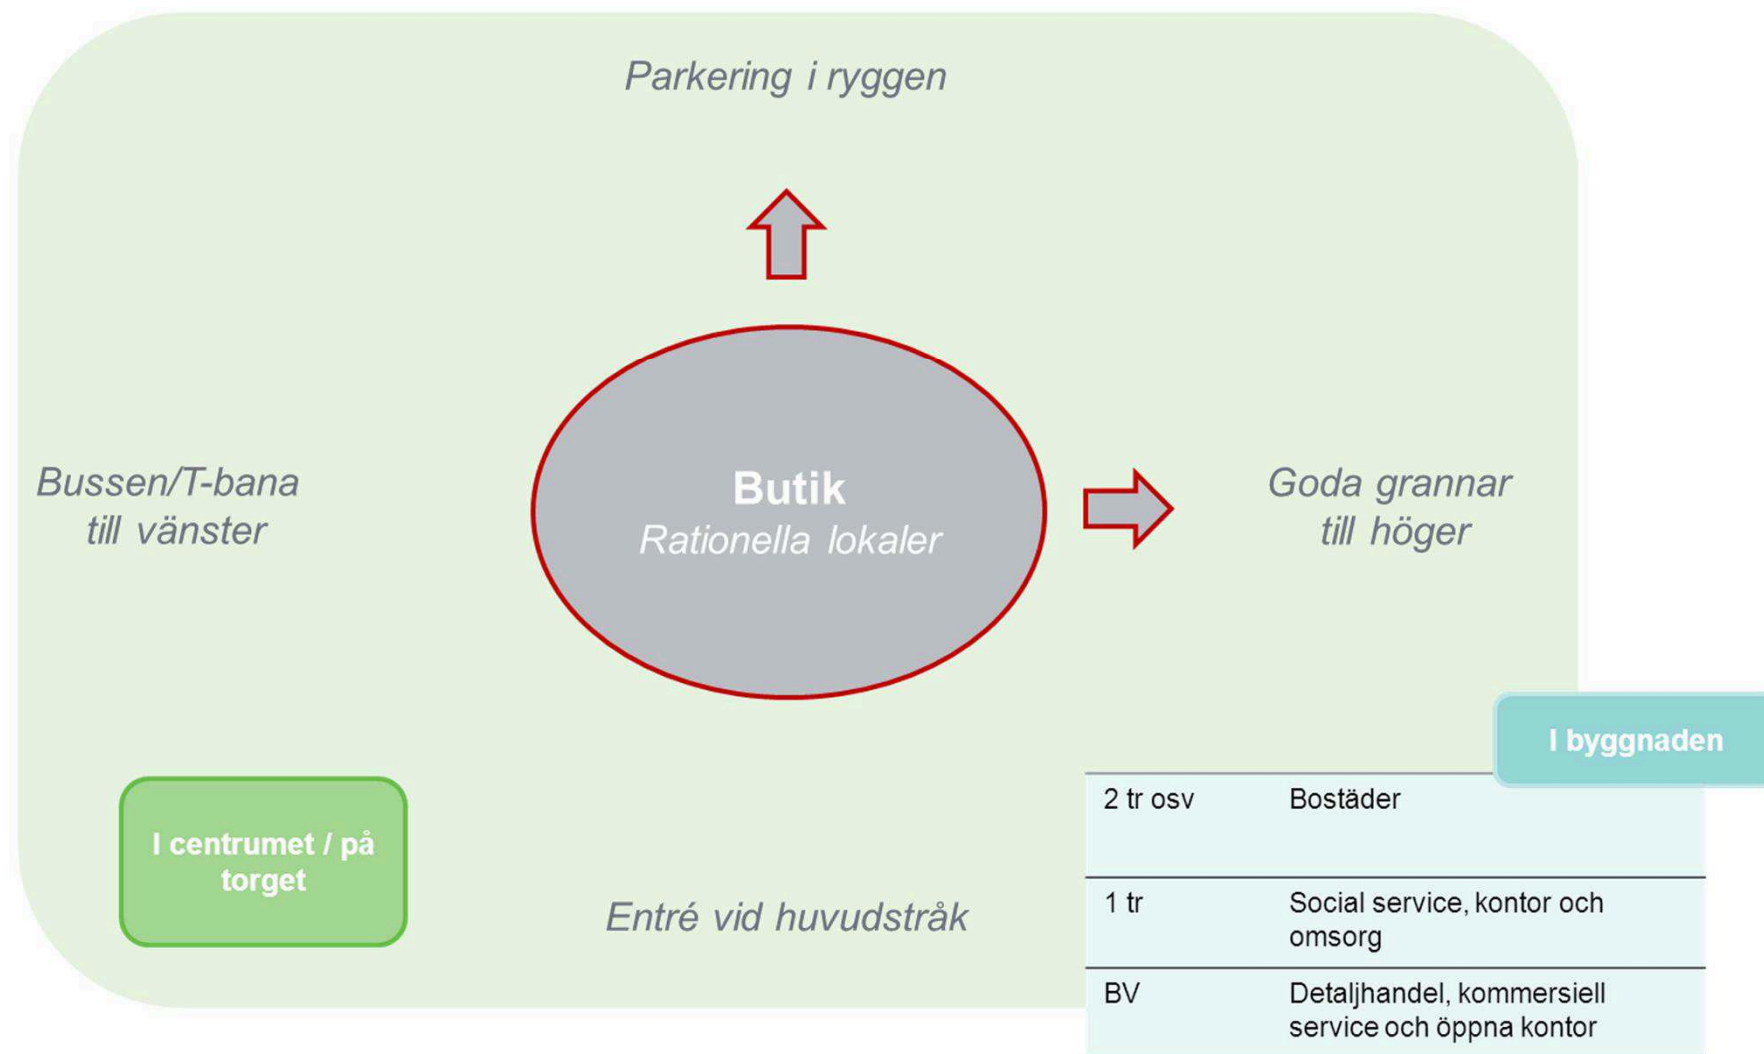 Parkering i ryggen
Bussen/T-bana
till vänster
Butik
Rationella lokaler
Goda grannar
till höger
I byggnaden
I centrumet / på
torget
Entré vid huvudstråk
2 tr osv Bostäder
1 tr Social service, kontor och
omsorg
BV Detaljhandel, kommersiell
service och öppna kontor